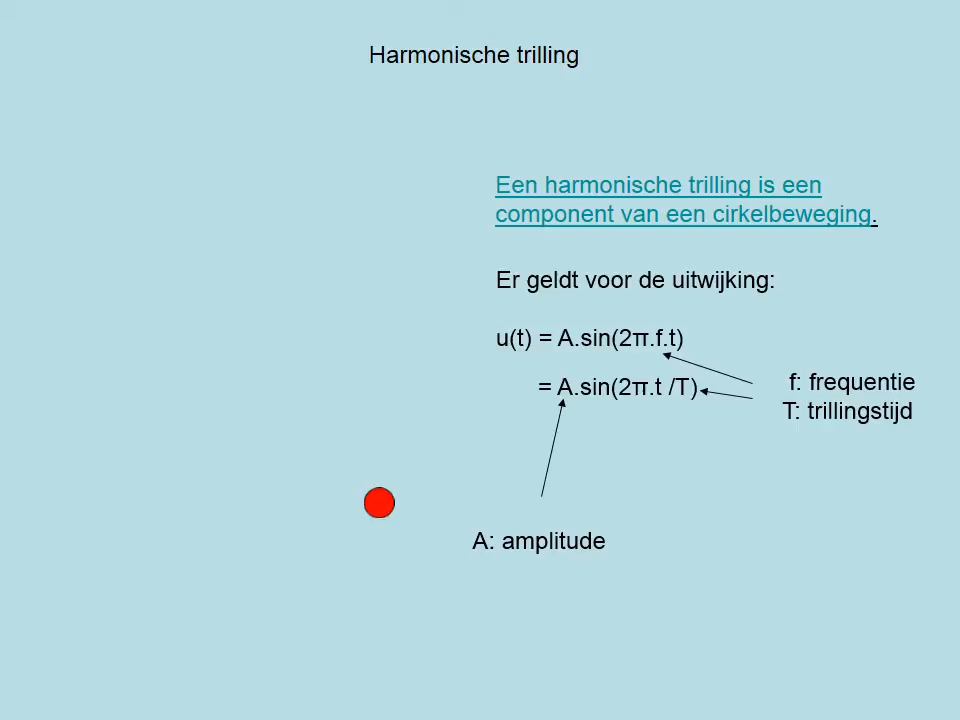 Harmonische trilling
Een harmonische trilling is een
component van een cirkelbeweging.
Er geldt voor de uitwijking:
u(t) = A.sin(2π.f.t)
= A.sin(2π.t /T)
f: frequentie
T: trillingstijd
A: amplitude